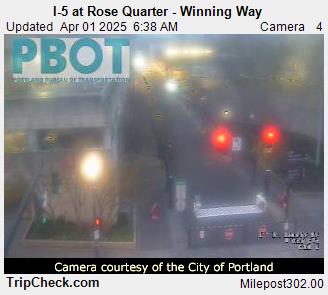 I-5 at Rose Quarter - Winning Way
Updated Apr 01 2025 6:38 AM Camera 4
PBOT
PORTLAND BUREAU OF TRANSPORTATION
Camera courtesy of the City of Portland
TripCheck.com Milepost302.00